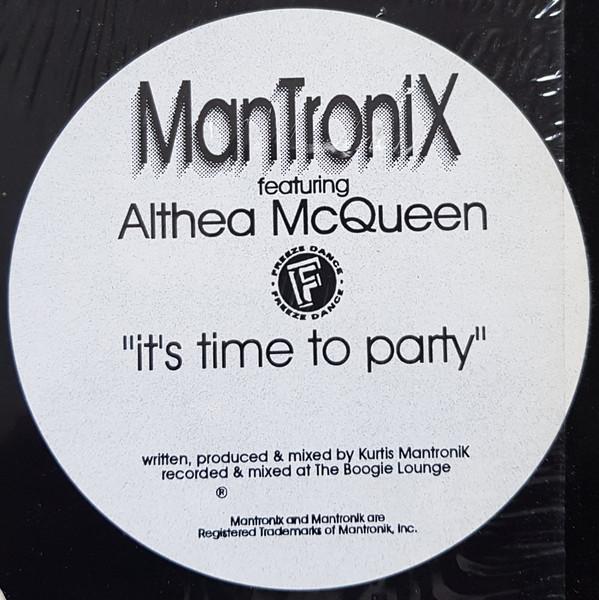 ManTroniX
featuring
Althea McQueen
FREEZE DANCE
F
FREEZE DANCE
"it's time to party"
written, produced & mixed by Kurtis MantroniK
recorded & mixed at The Boogie Lounge
®
Mantronix and Mantronik are
Registered Trademarks of Mantronik, Inc.